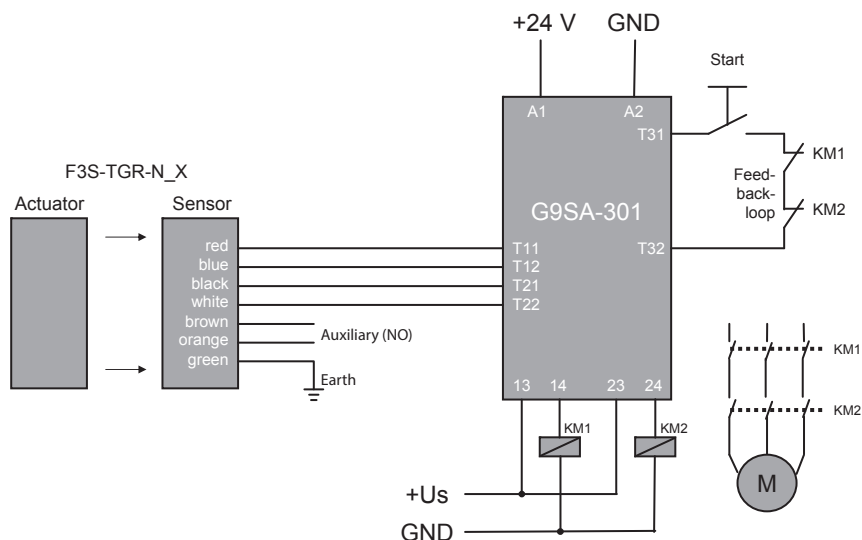 +24 V
GND
Start
A1
A2
T31
KM1
Feed-
back-
loop
KM2
F3S-TGR-N_X
Actuator
Sensor
G9SA-301
red
T11
T32
blue
T12
black
T21
white
T22
brown
orange
Auxiliary (NO)
green
Earth
13
14
23
24
KM1
KM2
KM1
KM2
M
+Us
GND